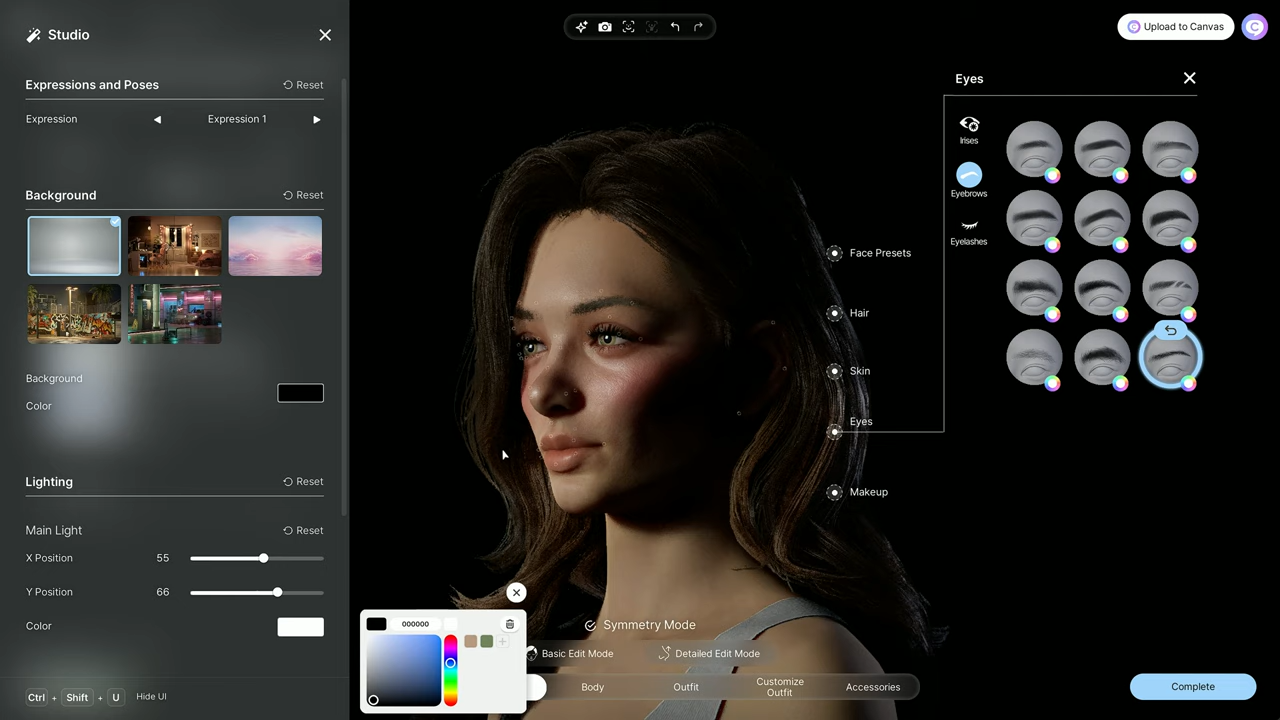 Studio
Expressions and Poses
Reset
Expression
Expression 1
Background
Reset
Background
Color
Lighting
Reset
Main Light
Reset
X Position
55
Y Position
66
Color
Ctrl + Shift + U Hide UI
Upload to Canvas
Eyes
Irises
Eyebrows
Eyelashes
Face Presets
Hair
Skin
Eyes
Makeup
000000
Symmetry Mode
Basic Edit Mode
Detailed Edit Mode
Body
Outfit
Customize
Outfit
Accessories
Complete